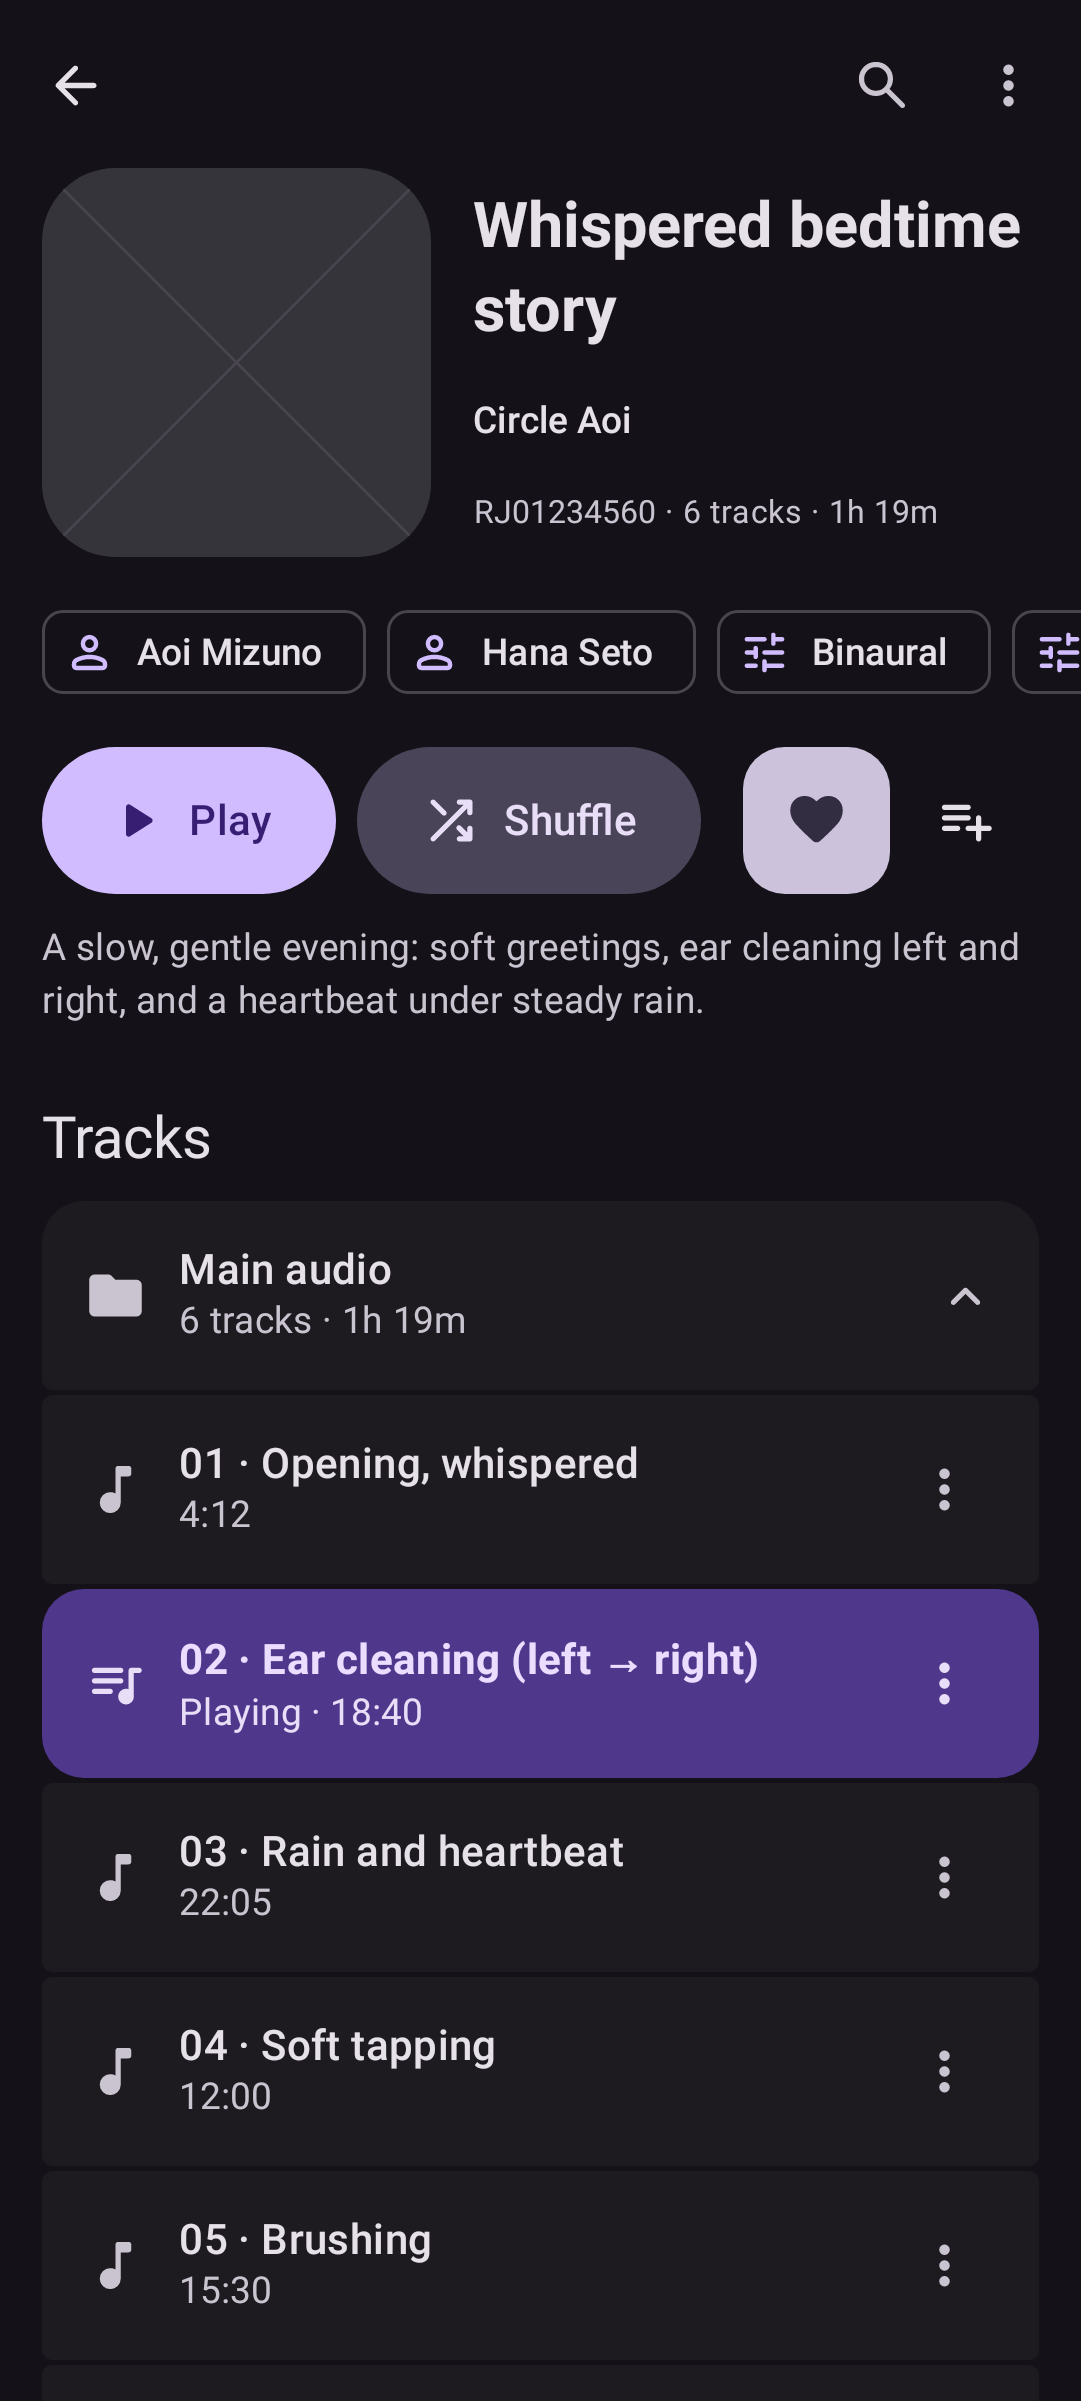 Whispered bedtime
story
Circle Aoi
RJ01234560 · 6 tracks · 1h 19m
Aoi Mizuno
Hana Seto
Binaural
Play
Shuffle
A slow, gentle evening: soft greetings, ear cleaning left and
right, and a heartbeat under steady rain.
Tracks
Main audio
6 tracks · 1h 19m
01 · Opening, whispered
4:12
02 · Ear cleaning (left → right)
Playing · 18:40
03 · Rain and heartbeat
22:05
04 · Soft tapping
12:00
05 · Brushing
15:30